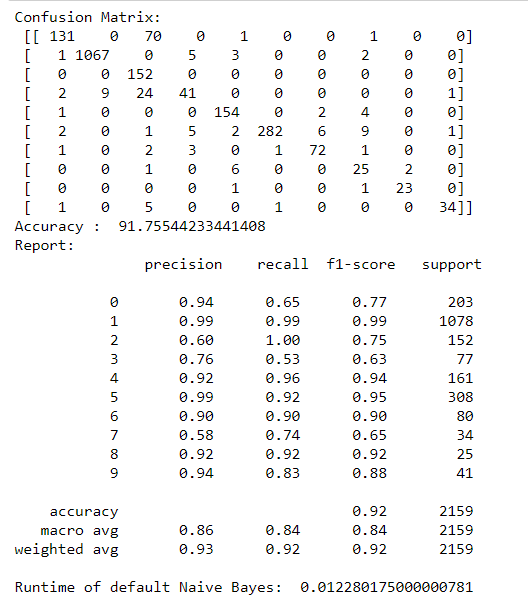 Confusion Matrix:
[[ 131 0 70 0 1 0 0 1 0 0]
[ 1 1067 0 5 3 0 0 2 0 0]
[ 0 0 152 0 0 0 0 0 0 0]
[ 2 9 24 41 0 0 0 0 0 1]
[ 1 0 0 0 154 0 2 4 0 0]
[ 2 0 1 5 2 282 6 9 0 1]
[ 1 0 2 3 0 1 72 1 0 0]
[ 0 0 1 0 6 0 0 25 2 0]
[ 0 0 0 0 1 0 0 1 23 0]
[ 1 0 5 0 0 1 0 0 0 34]]
Accuracy : 91.75544233441408
Report:
precision recall f1-score support
0 0.94 0.65 0.77 203
1 0.99 0.99 0.99 1078
2 0.60 1.00 0.75 152
3 0.76 0.53 0.63 77
4 0.92 0.96 0.94 161
5 0.99 0.92 0.95 308
6 0.90 0.90 0.90 80
7 0.58 0.74 0.65 34
8 0.92 0.92 0.92 25
9 0.94 0.83 0.88 41
accuracy 0.92 2159
macro avg 0.86 0.84 0.84 2159
weighted avg 0.93 0.92 0.92 2159
Runtime of default Naive Bayes: 0.012280175000000781